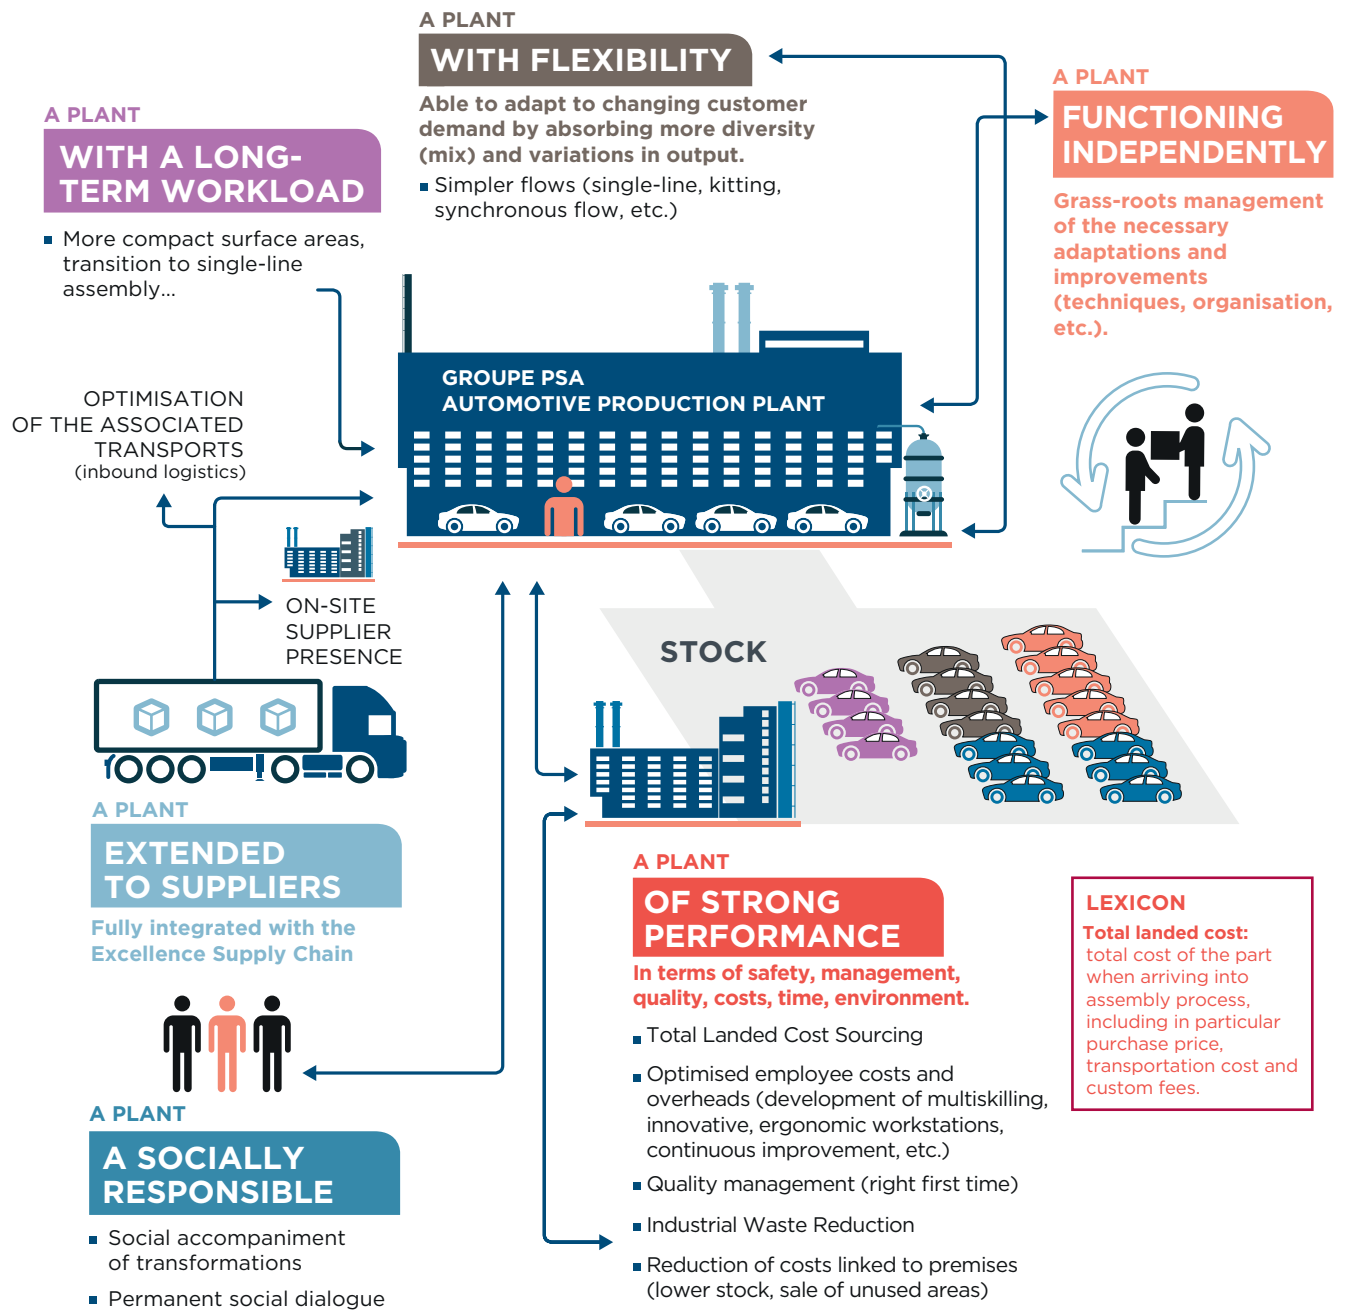 A PLANT
WITH FLEXIBILITY
Able to adapt to changing customer
demand by absorbing more diversity
(mix) and variations in output.
Simpler flows (single-line, kitting,
synchronous flow, etc.)
A PLANT
FUNCTIONING
INDEPENDENTLY
Grass-roots management
of the necessary
adaptations and
improvements
(techniques, organisation,
etc.).
A PLANT
WITH A LONG-
TERM WORKLOAD
More compact surface areas,
transition to single-line
assembly...
GROUPE PSA
AUTOMOTIVE PRODUCTION PLANT
OPTIMISATION
OF THE ASSOCIATED
TRANSPORTS
(inbound logistics)
ON-SITE
SUPPLIER
PRESENCE
STOCK
A PLANT
EXTENDED
TO SUPPLIERS
Fully integrated with the
Excellence Supply Chain
A PLANT
OF STRONG
PERFORMANCE
In terms of safety, management,
quality, costs, time, environment.
Total Landed Cost Sourcing
Optimised employee costs and
overheads (development of multiskilling,
innovative, ergonomic workstations,
continuous improvement, etc.)
Quality management (right first time)
Industrial Waste Reduction
Reduction of costs linked to premises
(lower stock, sale of unused areas)
LEXICON
Total landed cost:
total cost of the part
when arriving into
assembly process,
including in particular
purchase price,
transportation cost and
custom fees.
A PLANT
A SOCIALLY
RESPONSIBLE
Social accompaniment
of transformations
Permanent social dialogue